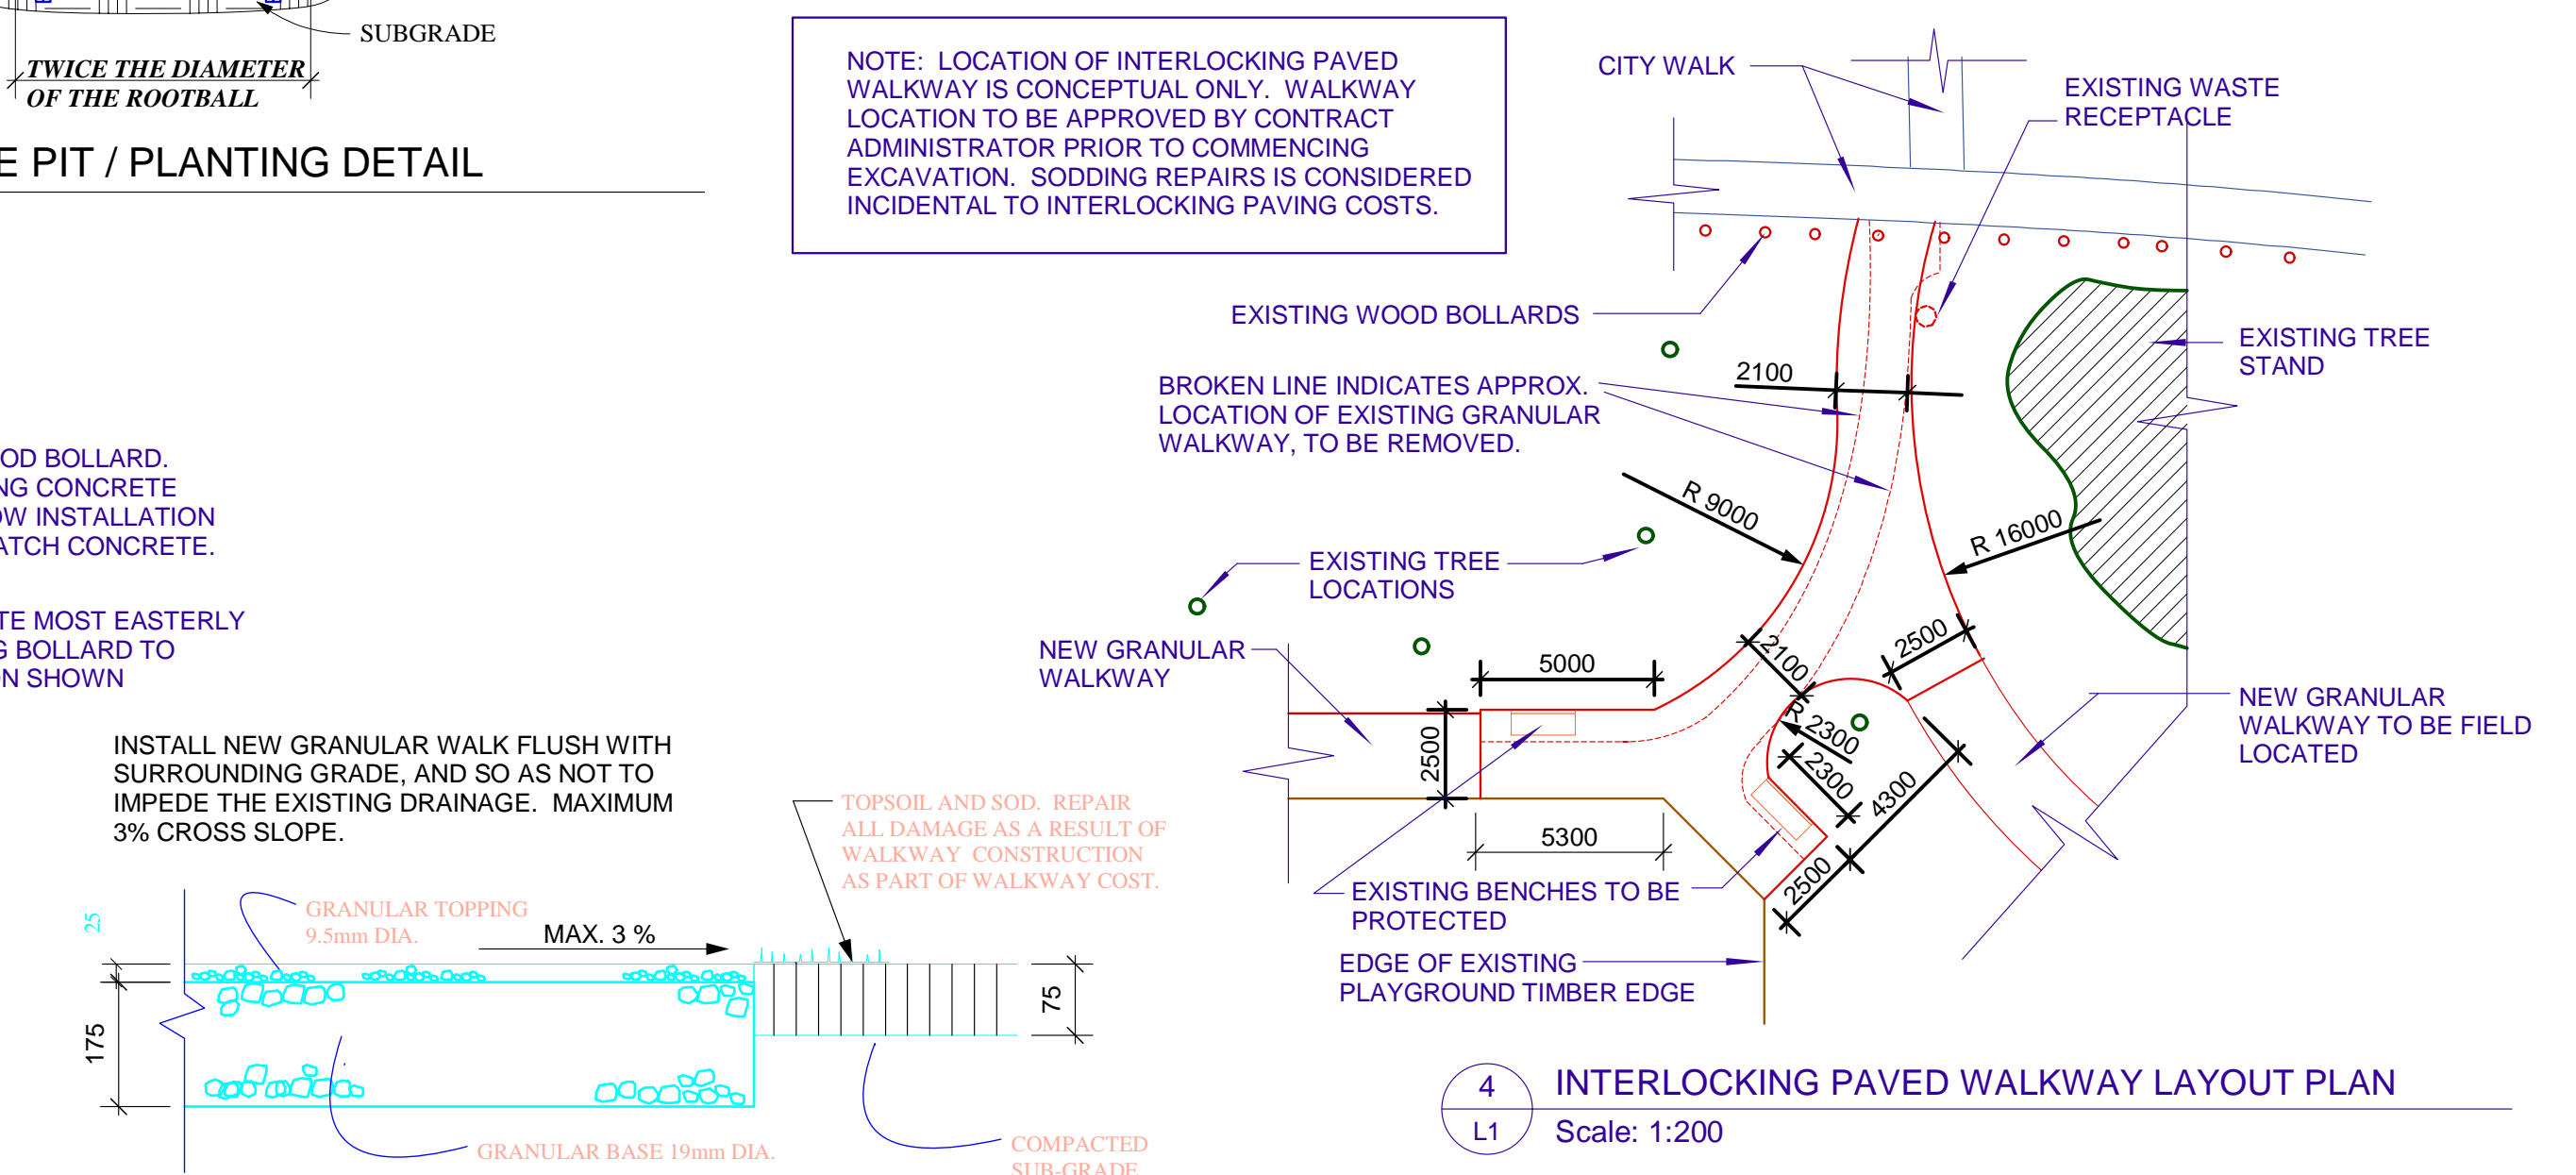 SUBGRADE
TWICE THE DIAMETER
OF THE ROOTBALL
E PIT / PLANTING DETAIL
NOTE: LOCATION OF INTERLOCKING PAVED
WALKWAY IS CONCEPTUAL ONLY. WALKWAY
LOCATION TO BE APPROVED BY CONTRACT
ADMINISTRATOR PRIOR TO COMMENCING
EXCAVATION. SODDING REPAIRS IS CONSIDERED
INCIDENTAL TO INTERLOCKING PAVING COSTS.
OOD BOLLARD.
NG CONCRETE
OW INSTALLATION
ATCH CONCRETE.
TE MOST EASTERLY
G BOLLARD TO
ON SHOWN
INSTALL NEW GRANULAR WALK FLUSH WITH
SURROUNDING GRADE, AND SO AS NOT TO
IMPEDE THE EXISTING DRAINAGE. MAXIMUM
3% CROSS SLOPE.
TOPSOIL AND SOD. REPAIR
ALL DAMAGE AS A RESULT OF
WALKWAY CONSTRUCTION
AS PART OF WALKWAY COST.
GRANULAR TOPPING
9.5mm DIA.
MAX. 3 %
25
175
75
GRANULAR BASE 19mm DIA.
COMPACTED
SUB-GRADE
CITY WALK
EXISTING WASTE
RECEPTACLE
EXISTING WOOD BOLLARDS
EXISTING TREE
STAND
2100
BROKEN LINE INDICATES APPROX.
LOCATION OF EXISTING GRANULAR
WALKWAY, TO BE REMOVED.
R 9000
R 16000
EXISTING TREE
LOCATIONS
NEW GRANULAR
WALKWAY
5000
2100
2500
2500
R 2300
2300
4300
NEW GRANULAR
WALKWAY TO BE FIELD
LOCATED
5300
2500
EXISTING BENCHES TO BE
PROTECTED
EDGE OF EXISTING
PLAYGROUND TIMBER EDGE
4
L1
INTERLOCKING PAVED WALKWAY LAYOUT PLAN
Scale: 1:200